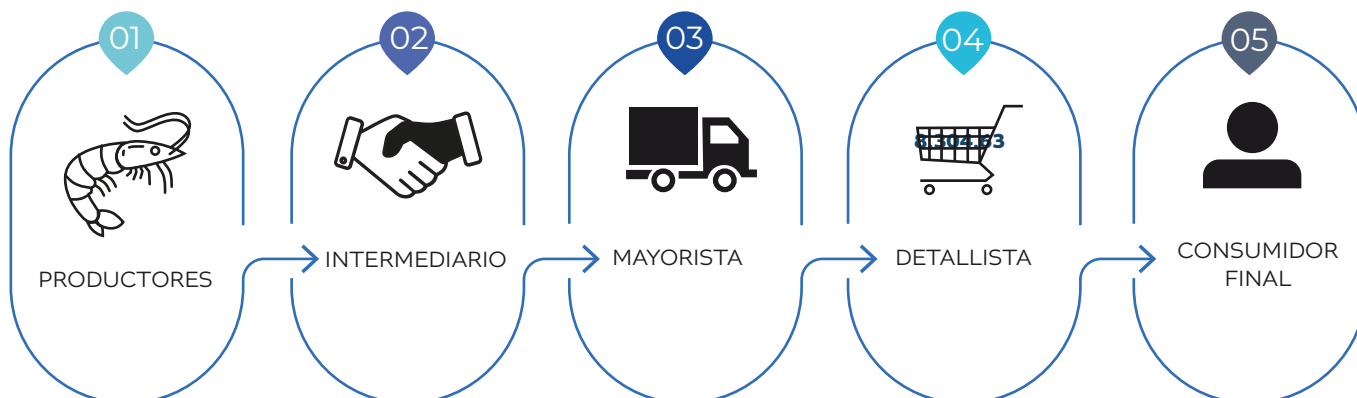 01
02
03
04
05
8,304.63
PRODUCTORES
INTERMEDIARIO
MAYORISTA
DETALLISTA
CONSUMIDOR
FINAL